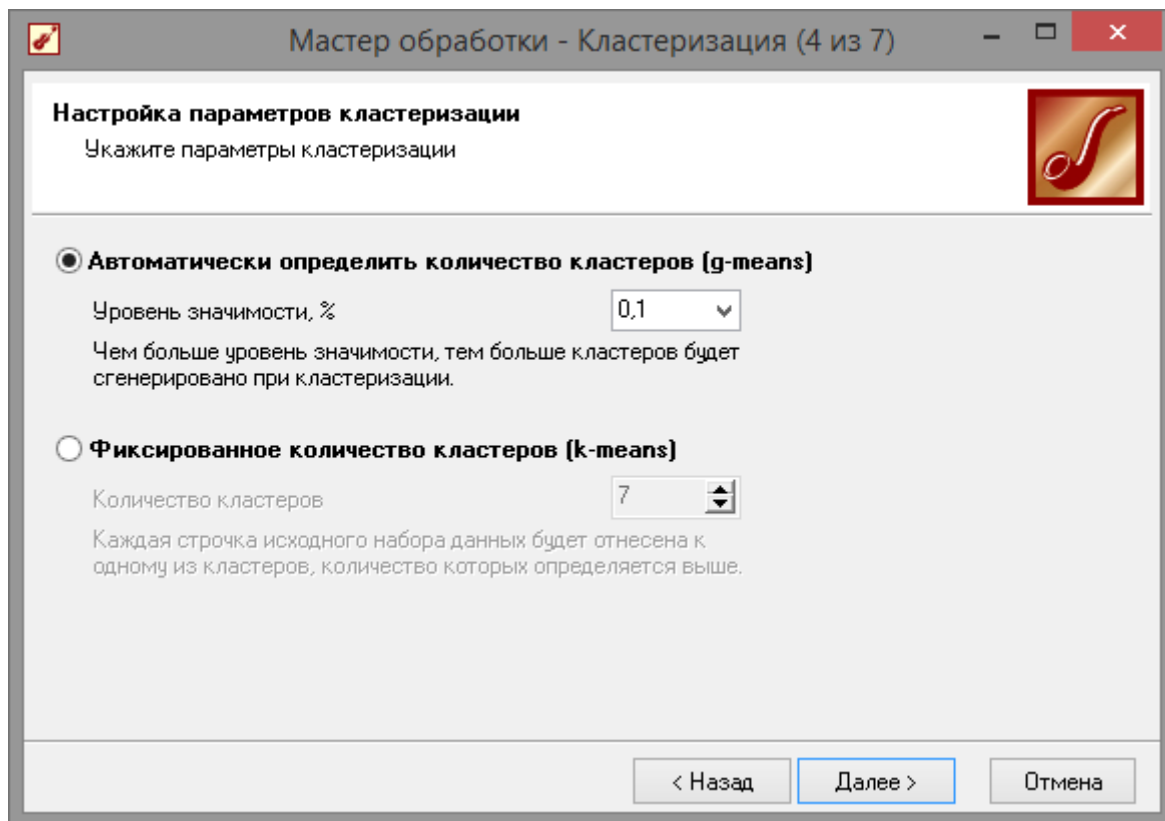 Мастер обработки - Кластеризация (4 из 7)
Настройка параметров кластеризации
Укажите параметры кластеризации
Автоматически определить количество кластеров (g-means)
Уровень значимости, % 0,1
Чем больше уровень значимости, тем больше кластеров будет
сгенерировано при кластеризации.
Фиксированное количество кластеров (k-means)
Количество кластеров 7
Каждая строчка исходного набора данных будет отнесена к
одному из кластеров, количество которых определяется выше.
< Назад Далее > Отмена